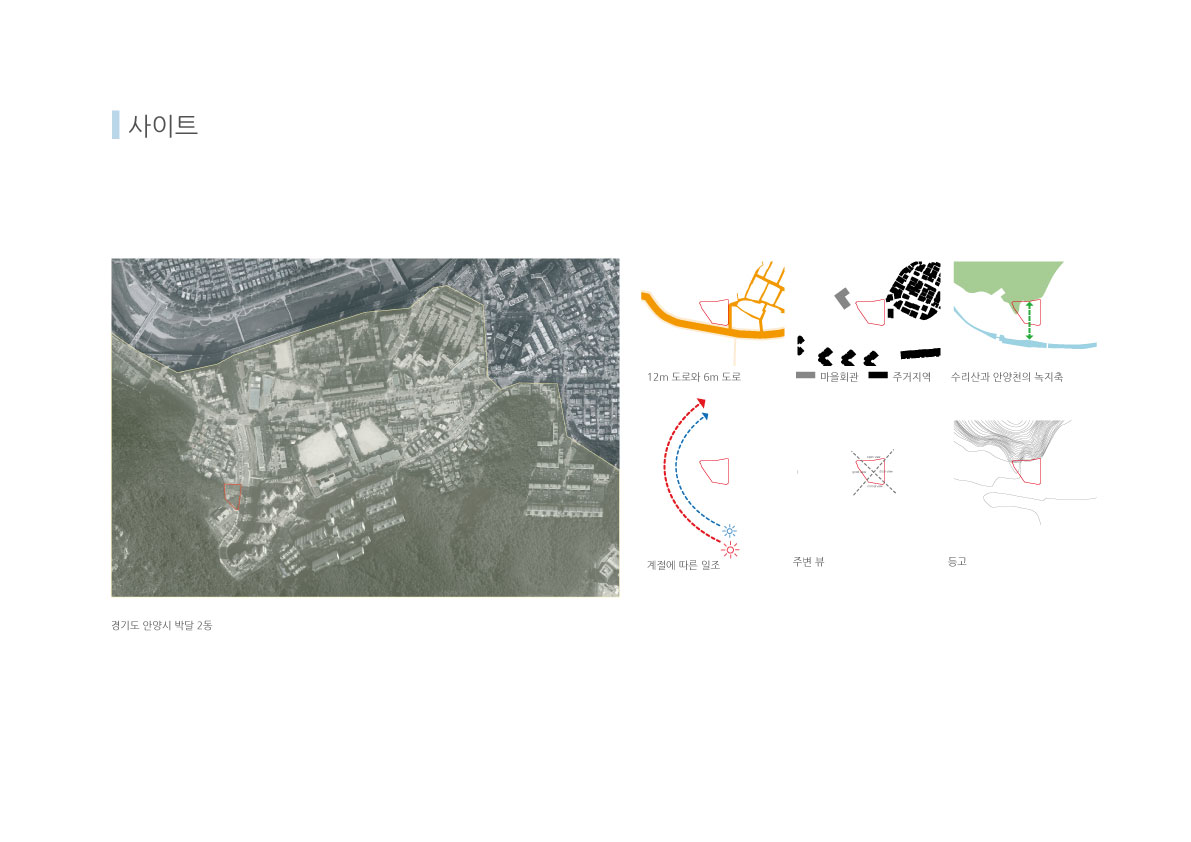 사이트
12m 도로와 6m 도로
마을회관 주거지역
수리산과 안양천의 녹지축
계절에 따른 일조
주변 뷰
등고
경기도 안양시 박달 2동